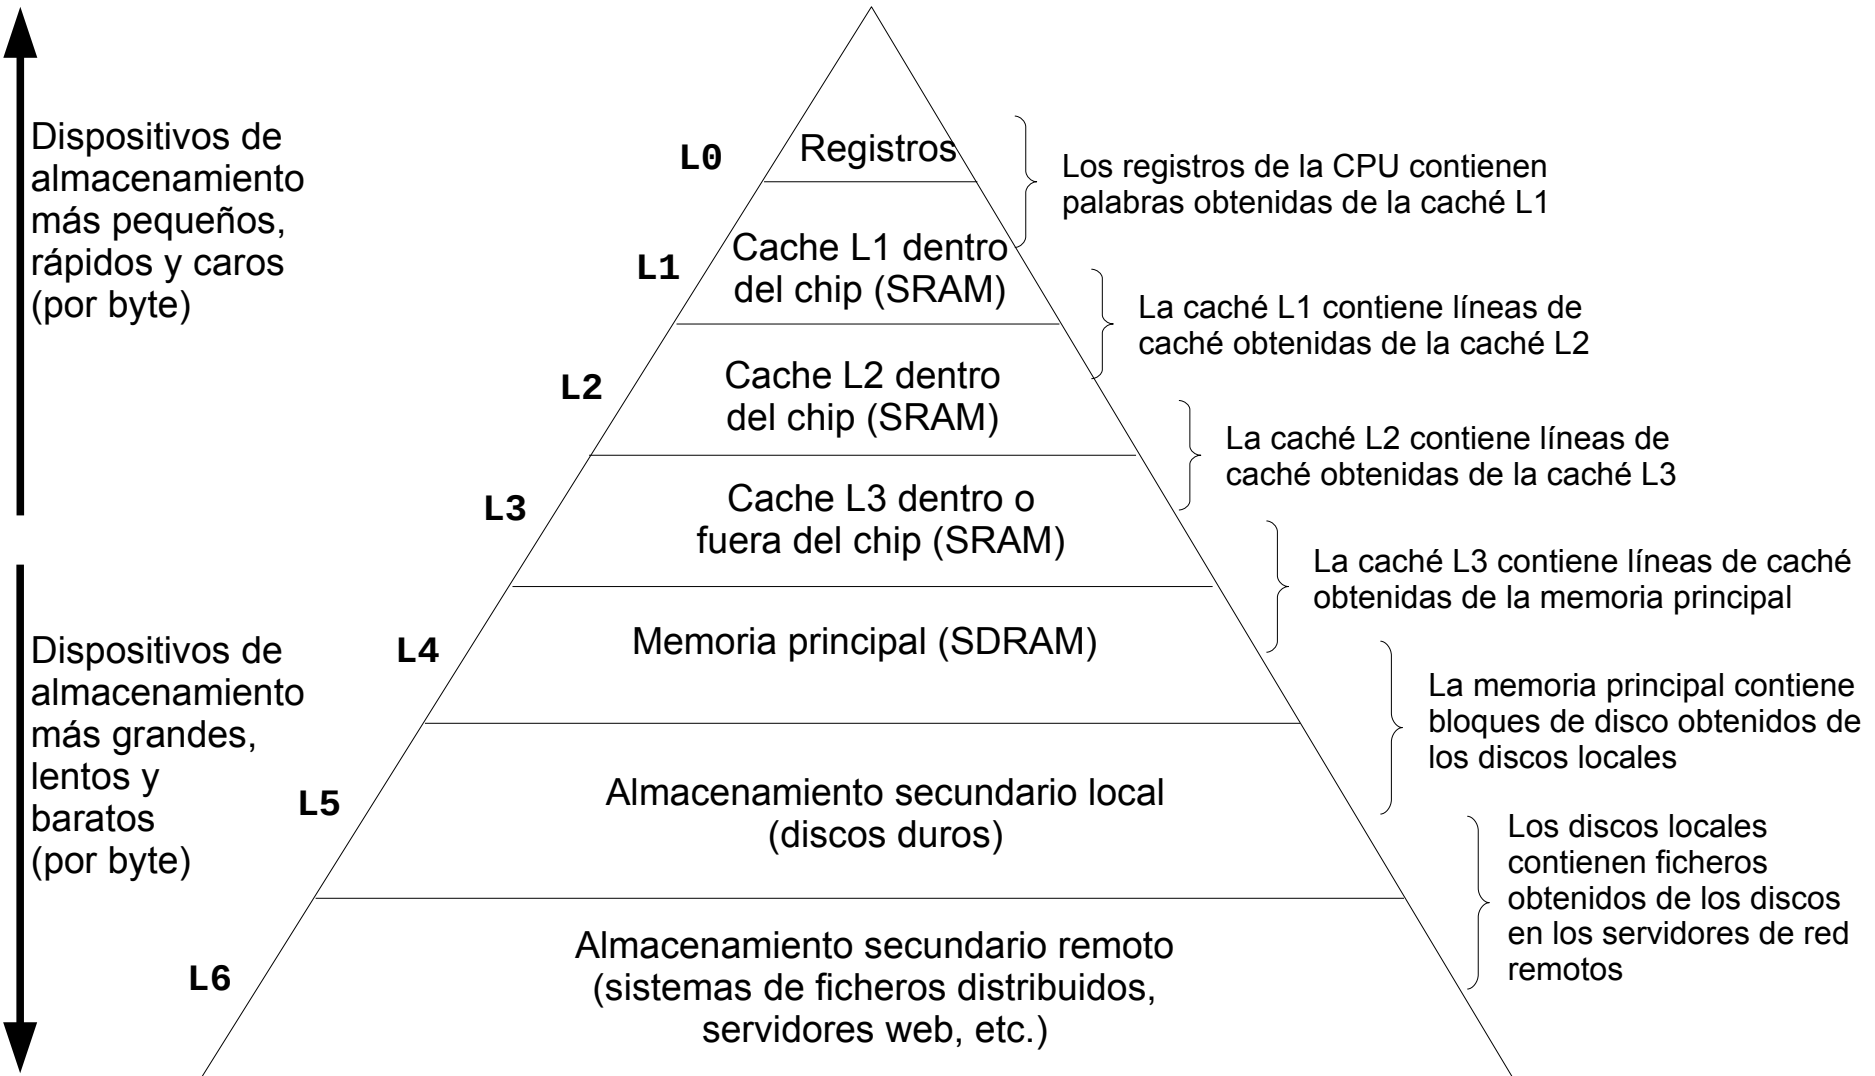 Dispositivos de
almacenamiento
más pequeños,
rápidos y caros
(por byte)
Dispositivos de
almacenamiento
más grandes,
lentos y
baratos
(por byte)
L0
Registros
Los registros de la CPU contienen
palabras obtenidas de la caché L1
L1
Cache L1 dentro
del chip (SRAM)
La caché L1 contiene líneas de
caché obtenidas de la caché L2
L2
Cache L2 dentro
del chip (SRAM)
La caché L2 contiene líneas de
caché obtenidas de la caché L3
L3
Cache L3 dentro o
fuera del chip (SRAM)
La caché L3 contiene líneas de caché
obtenidas de la memoria principal
L4
Memoria principal (SDRAM)
La memoria principal contiene
bloques de disco obtenidos de
los discos locales
L5
Almacenamiento secundario local
(discos duros)
Los discos locales
contienen ficheros
obtenidos de los discos
en los servidores de red
remotos
L6
Almacenamiento secundario remoto
(sistemas de ficheros distribuidos,
servidores web, etc.)